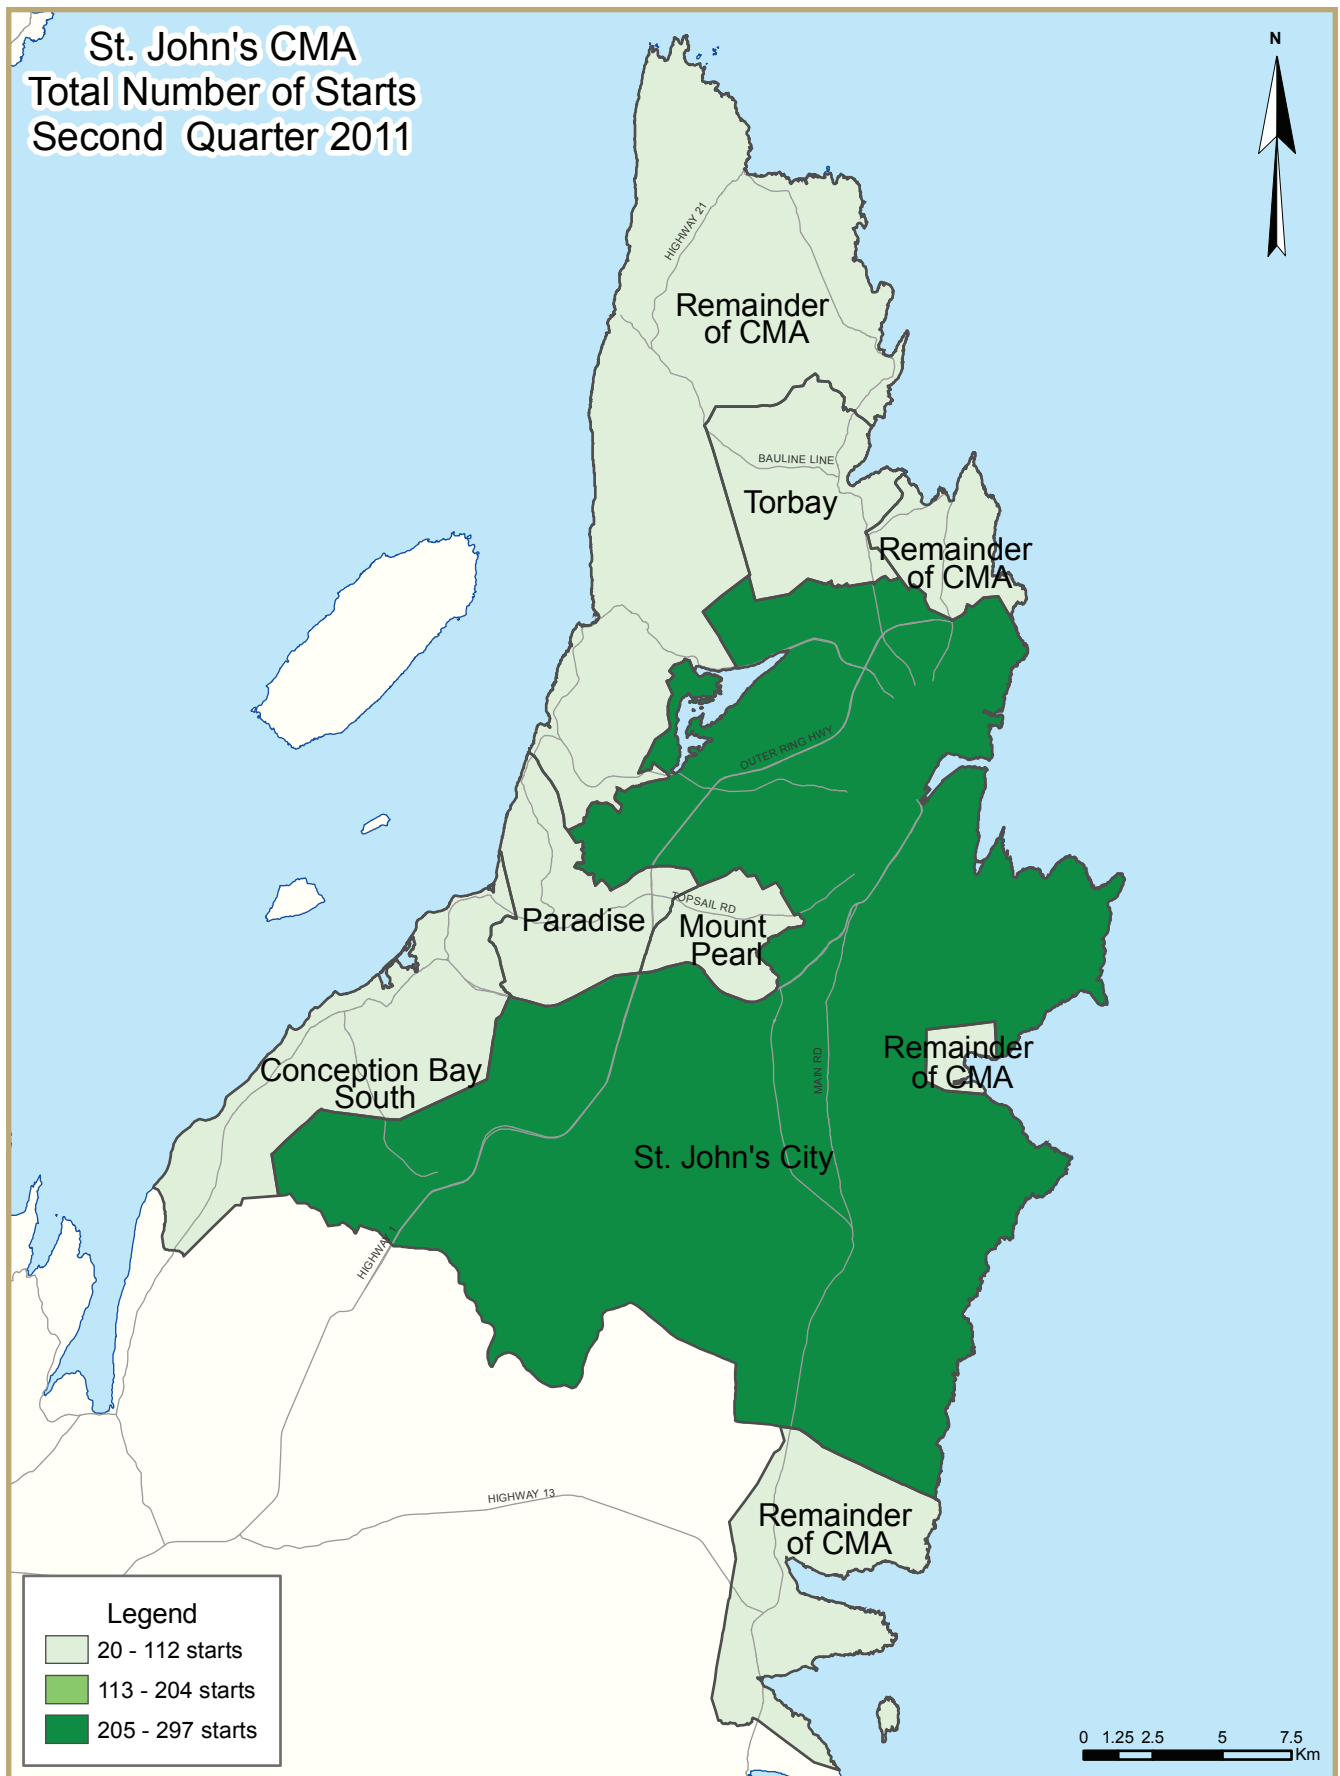 St. John's CMA
Total Number of Starts
Second Quarter 2011
N
HIGHWAY 21
Remainder
of CMA
BAULINE LINE
Torbay
Remainder
of CMA
OUTER RING HWY
TOPSAIL RD
Paradise
Mount
Pearl
Remainder
of CMA
MAIN RD
Conception Bay
South
St. John's City
HIGHWAY 1
HIGHWAY 13
Remainder
of CMA
Legend
20 - 112 starts
113 - 204 starts
205 - 297 starts
0 1.25 2.5 5 7.5
Km